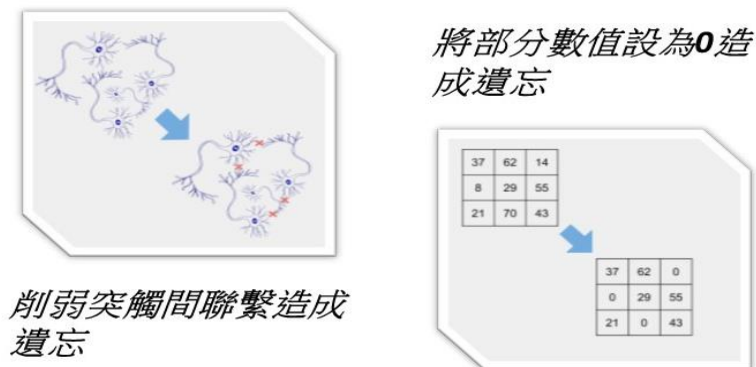 將部分數值設為0造
成遺忘
37 62 14
8 29 55
21 70 43
37 62 0
0 29 55
21 0 43
削弱突觸間聯繫造成
遺忘